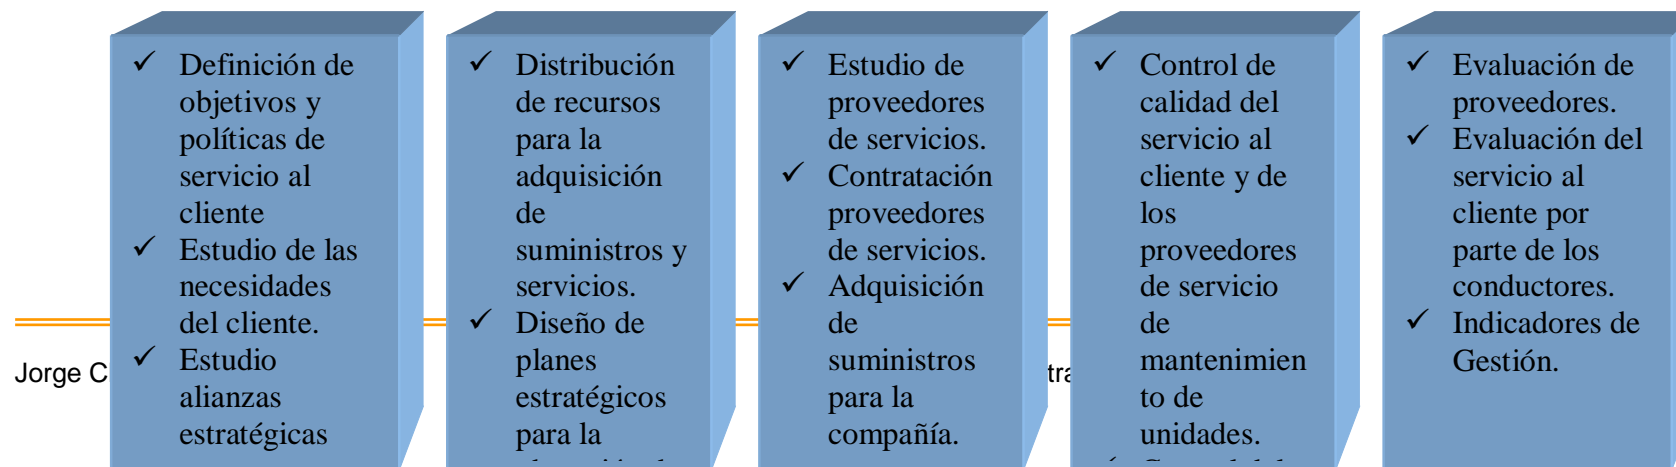 ✓ Definición de
objetivos y
políticas de
servicio al
cliente
✓ Estudio de las
necesidades
del cliente.
✓ Estudio
alianzas
estratégicas
✓ Distribución
de recursos
para la
adquisición
de
suministros y
servicios.
✓ Diseño de
planes
estratégicos
para la
✓ Estudio de
proveedores
de servicios.
✓ Contratación
proveedores
de servicios.
✓ Adquisición
de
suministros
para la
compañía.
✓ Control de
calidad del
servicio al
cliente y de
los
proveedores
de servicio
de
mantenimien
to de
unidades.
✓ Evaluación de
proveedores.
✓ Evaluación del
servicio al
cliente por
parte de los
conductores.
✓ Indicadores de
Gestión.
Jorge C